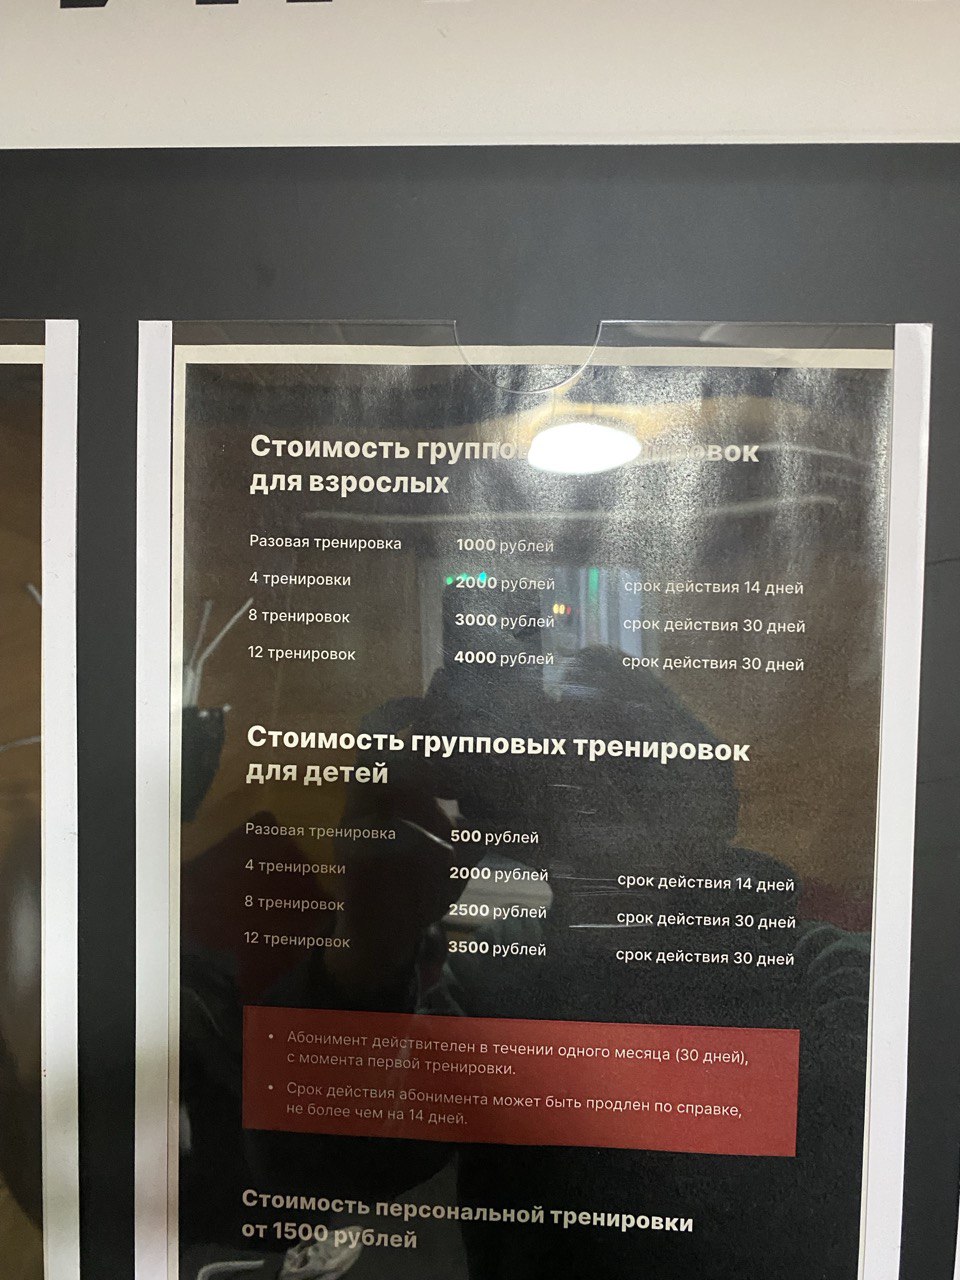 Стоимость группо
для взрослых
Разовая тренировка 1000 рублей
4 тренировки 2000 рублей срок действия 14 дней
8 тренировок 3000 рублей срок действия 30 дней
12 тренировок 4000 рублей срок действия 30 дней
Стоимость групповых тренировок
для детей
Разовая тренировка 500 рублей
4 тренировки 2000 рублей срок действия 14 дней
8 тренировок 2500 рублей срок действия 30 дней
12 тренировок 3500 рублей срок действия 30 дней
• Абонимент действителен в течении одного месяца (30 дней),
с момента первой тренировки.
• Срок действия абонимента может быть продлен по справке,
не более чем на 14 дней.
Стоимость персональной тренировки
от 1500 рублей